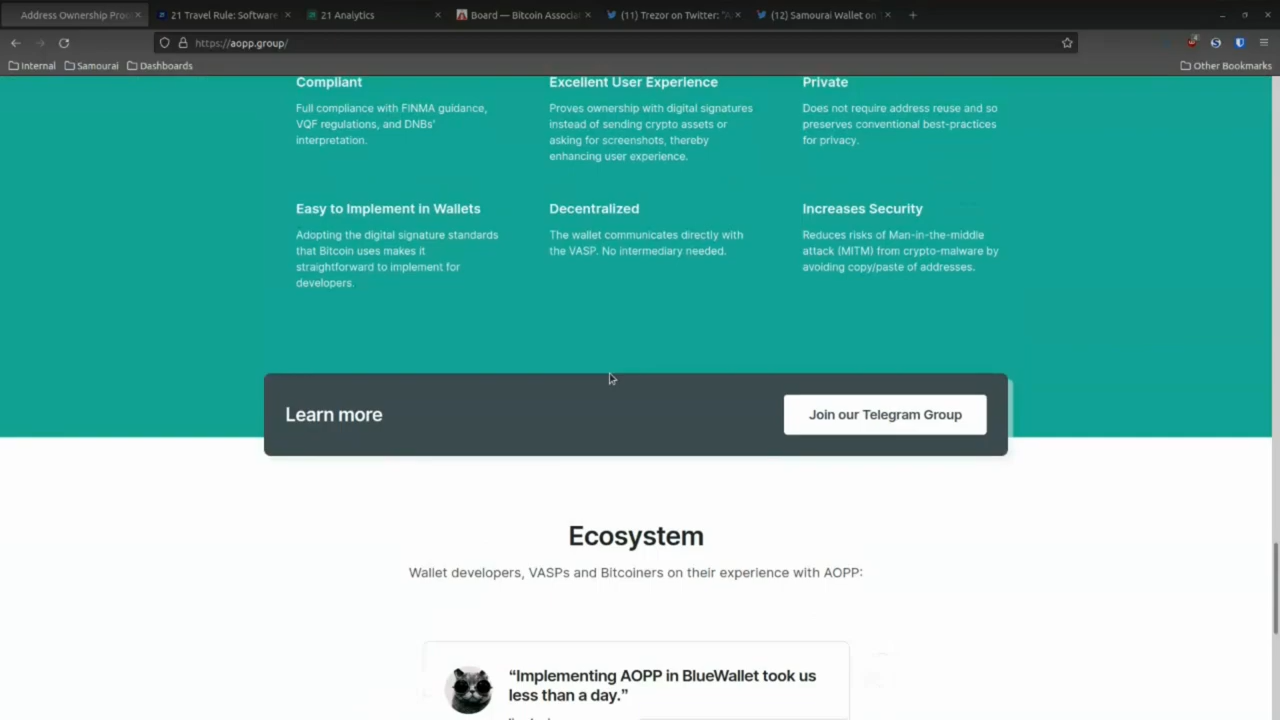 Address Ownership Pro
21 Travel Rule: Software
21 Analytics
Board — Bitcoin Associa
(11) Trezor on Twitter: "A
(12) Samourai Wallet on
https://aopp.group/
Internal
Samourai
Dashboards
Other Bookmarks
Compliant
Full compliance with FINMA guidance,
VQF regulations, and DNBs'
interpretation.
Excellent User Experience
Proves ownership with digital signatures
instead of sending crypto assets or
asking for screenshots, thereby
enhancing user experience.
Private
Does not require address reuse and so
preserves conventional best-practices
for privacy.
Easy to Implement in Wallets
Adopting the digital signature standards
that Bitcoin uses makes it
straightforward to implement for
developers.
Decentralized
The wallet communicates directly with
the VASP. No intermediary needed.
Increases Security
Reduces risks of Man-in-the-middle
attack (MITM) from crypto-malware by
avoiding copy/paste of addresses.
Learn more
Join our Telegram Group
Ecosystem
Wallet developers, VASPs and Bitcoiners on their experience with AOPP:
“Implementing AOPP in BlueWallet took us
less than a day.”